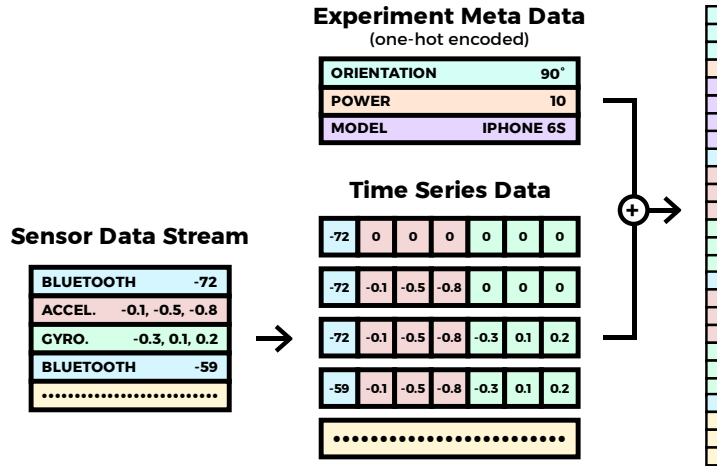 Experiment Meta Data
(one-hot encoded)
ORIENTATION 90°
POWER 10
MODEL IPHONE 6S
Time Series Data
-72 0 0 0 0 0 0
-72 -0.1 -0.5 -0.8 0 0 0
-72 -0.1 -0.5 -0.8 -0.3 0.1 0.2
-59 -0.1 -0.5 -0.8 -0.3 0.1 0.2
Sensor Data Stream
BLUETOOTH -72
ACCEL. -0.1, -0.5, -0.8
GYRO. -0.3, 0.1, 0.2
BLUETOOTH -59
+